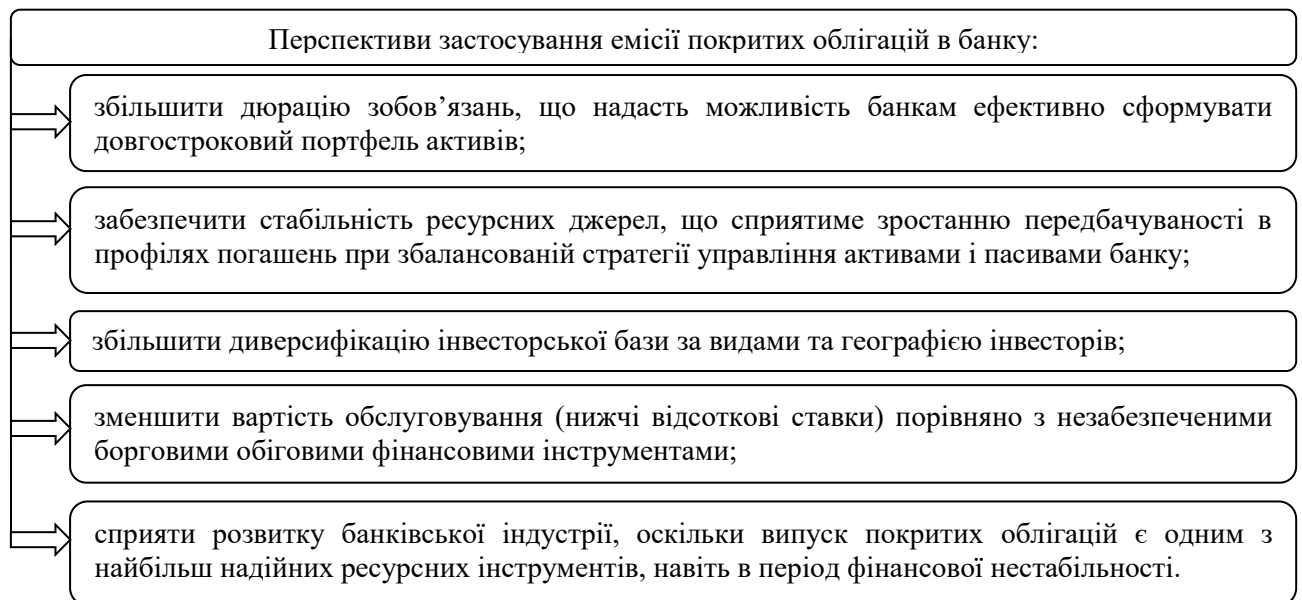 Перспективи застосування емісії покритих облігацій в банку:
збільшити дюрацію зобов’язань, що надасть можливість банкам ефективно сформувати
довгостроковий портфель активів;
забезпечити стабільність ресурсних джерел, що сприятиме зростанню передбачуваності в
профілях погашень при збалансованій стратегії управління активами і пасивами банку;
збільшити диверсифікацію інвесторської бази за видами та географією інвесторів;
зменшити вартість обслуговування (нижчі відсоткові ставки) порівняно з незабезпеченими
борговими обіговими фінансовими інструментами;
сприяти розвитку банківської індустрії, оскільки випуск покритих облігацій є одним з
найбільш надійних ресурсних інструментів, навіть в період фінансової нестабільності.